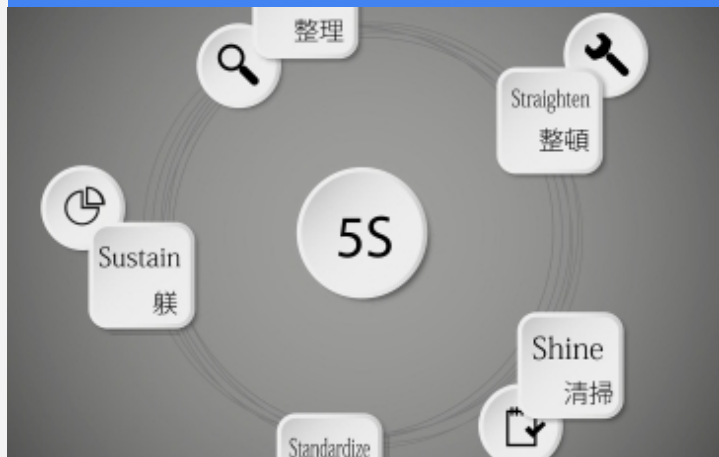 整理
Straighten
整頓
5S
Sustain
躾
Shine
清掃
Standardize